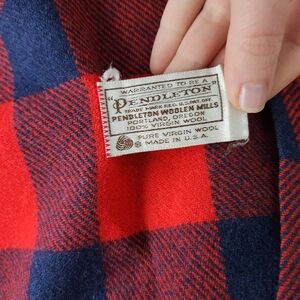 WARRANTED TO BE A
"PENDLETON"
TRADE MARK REG. U.S. PAT. OFF.
PENDLETON WOOLEN MILLS
PORTLAND, OREGON
100% VIRGIN WOOL
PURE VIRGIN WOOL
® MADE IN U.S.A.